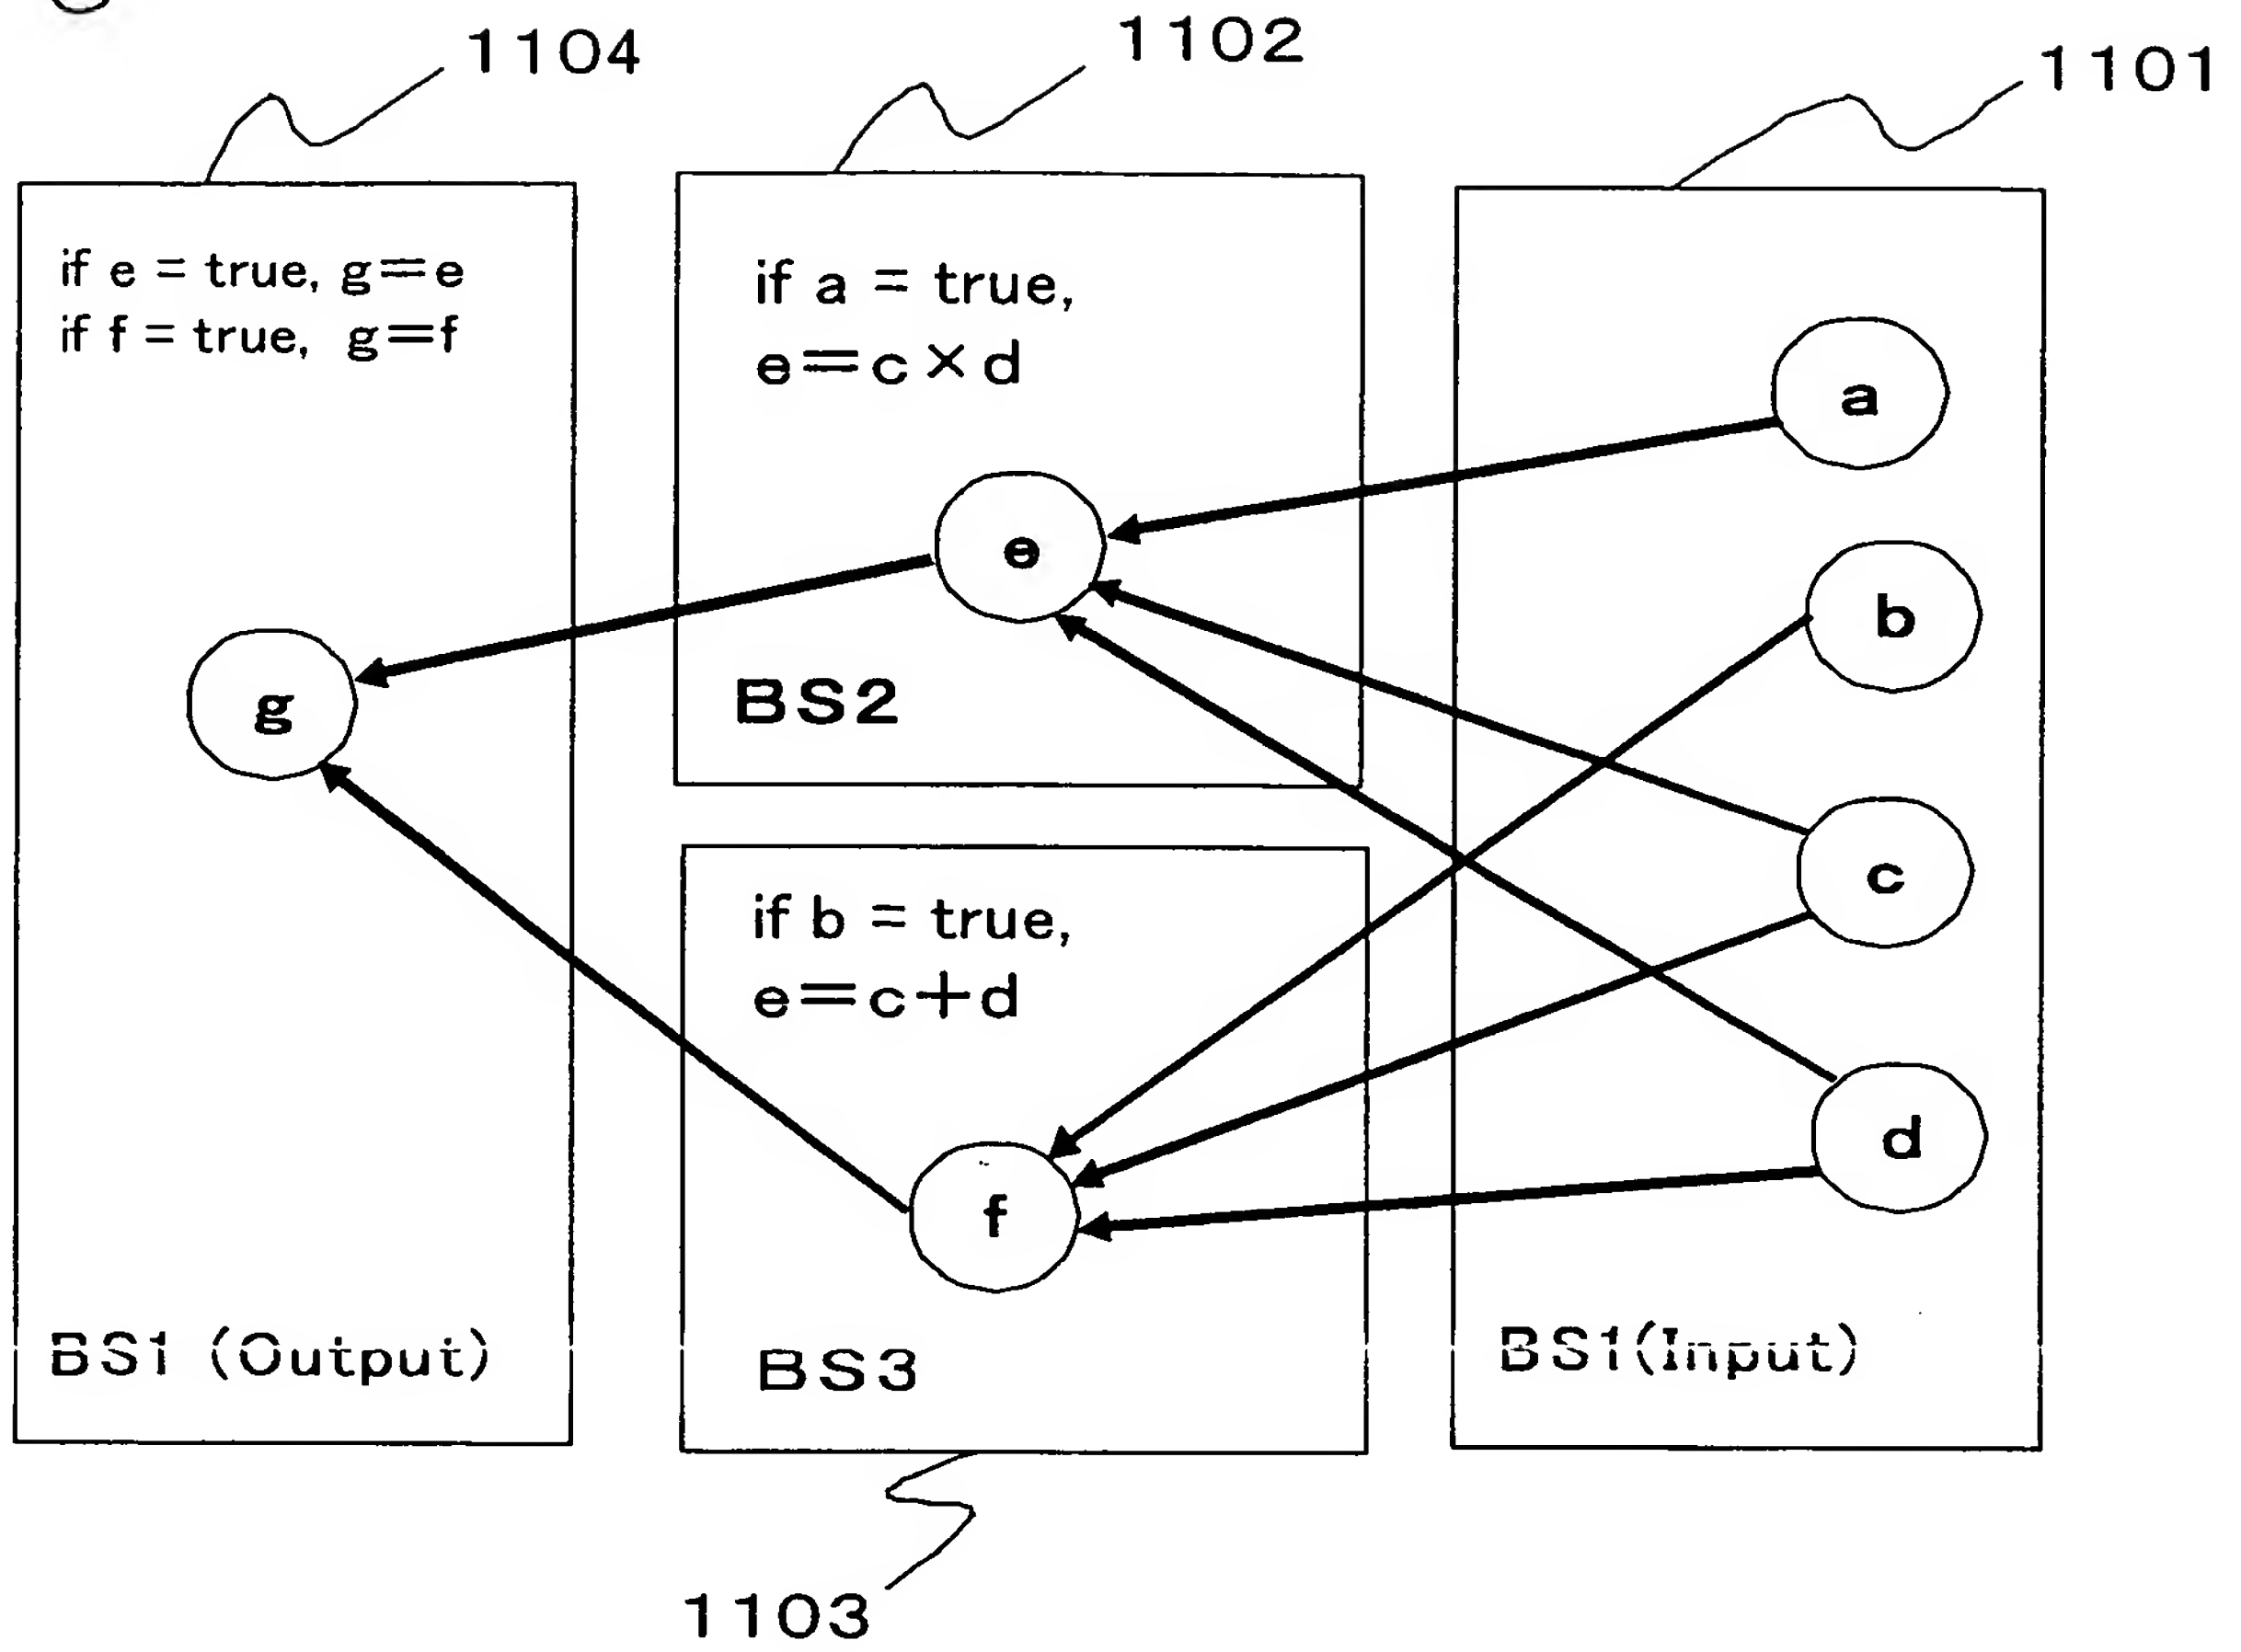 1104
1102
1101
if e = true, g=e
if f = true, g=f
if a = true,
e=c×d
a
e
b
g
BS2
c
if b = true,
e=c+d
d
f
BS1 (Output)
BS3
BS1(Input)
1103